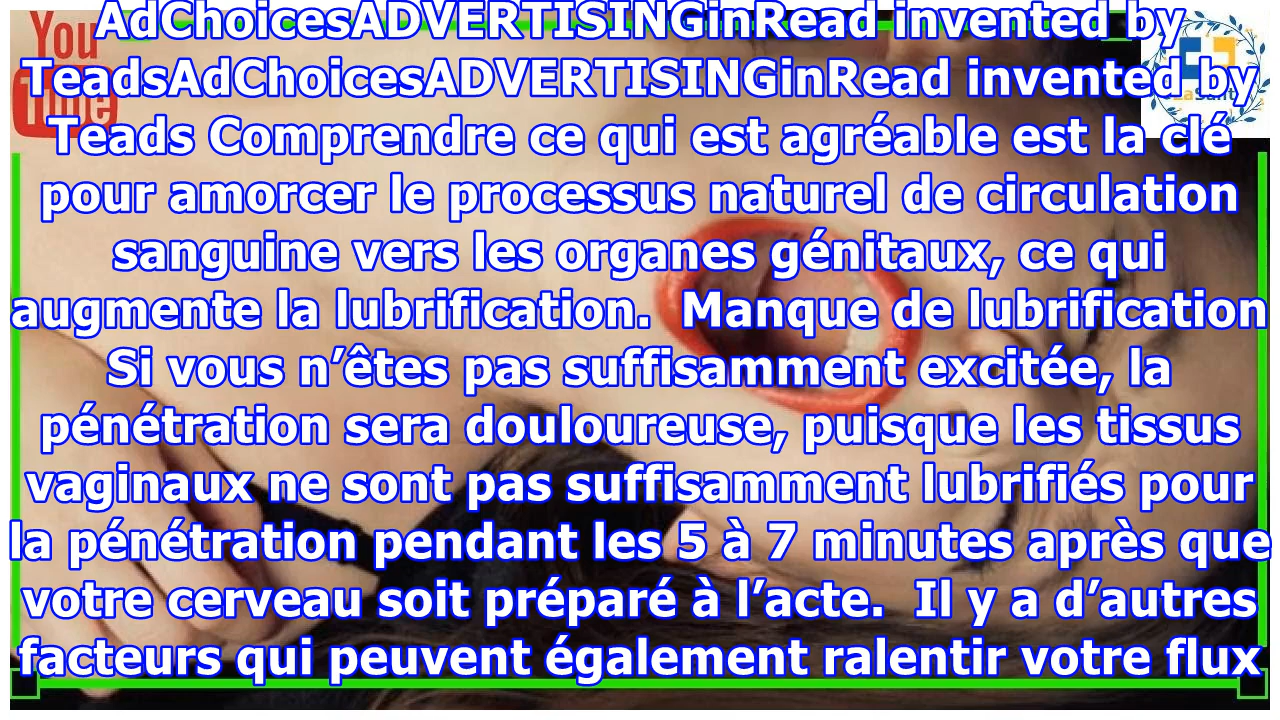 You
Tube
LaSanté
AdChoicesADVERTISINGinRead invented by
TeadsAdChoicesADVERTISINGinRead invented by
Teads Comprendre ce qui est agréable est la clé
pour amorcer le processus naturel de circulation
sanguine vers les organes génitaux, ce qui
augmente la lubrification.  Manque de lubrification
Si vous n’êtes pas suffisamment excitée, la
pénétration sera douloureuse, puisque les tissus
vaginaux ne sont pas suffisamment lubrifiés pour
la pénétration pendant les 5 à 7 minutes après que
votre cerveau soit préparé à l’acte.  Il y a d’autres
facteurs qui peuvent également ralentir votre flux